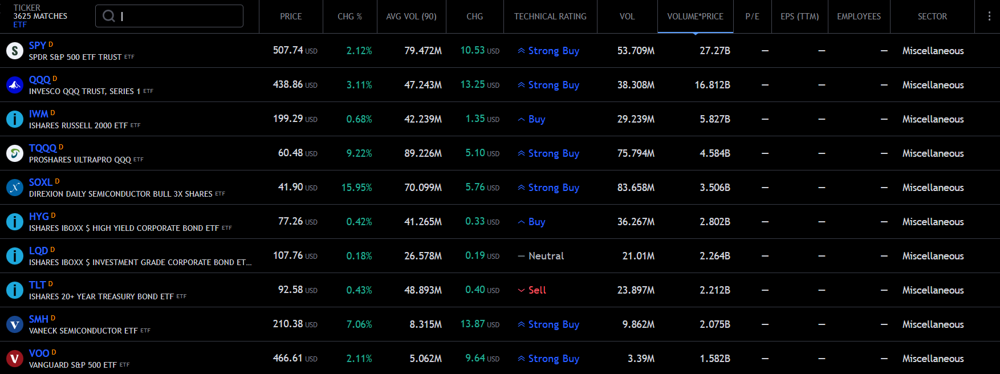 TICKER
3625 MATCHES
ETF
PRICE CHG % AVG VOL (90) CHG TECHNICAL RATING VOL VOLUME*PRICE P/E EPS (TTM) EMPLOYEES SECTOR
S SPY D
SPDR S&P 500 ETF TRUST ETF
507.74 USD 2.12% 79.472M 10.53 USD Strong Buy 53.709M 27.27B — — — Miscellaneous
QQQ D
INVESCO QQQ TRUST, SERIES 1 ETF
438.86 USD 3.11% 47.243M 13.25 USD Strong Buy 38.308M 16.812B — — — Miscellaneous
i IWM D
ISHARES RUSSELL 2000 ETF ETF
199.29 USD 0.68% 42.239M 1.35 USD Buy 29.239M 5.827B — — — Miscellaneous
TQQQ D
PROSHARES ULTRAPRO QQQ ETF
60.48 USD 9.22% 89.226M 5.10 USD Strong Buy 75.794M 4.584B — — — Miscellaneous
X SOXL D
DIREXION DAILY SEMICONDUCTOR BULL 3X SHARES ETF
41.90 USD 15.95% 70.099M 5.76 USD Strong Buy 83.658M 3.506B — — — Miscellaneous
i HYG D
ISHARES IBOXX $ HIGH YIELD CORPORATE BOND ETF ETF
77.26 USD 0.42% 41.265M 0.33 USD Buy 36.267M 2.802B — — — Miscellaneous
i LQD D
ISHARES IBOXX $ INVESTMENT GRADE CORPORATE BOND ET...
107.76 USD 0.18% 26.578M 0.19 USD — Neutral 21.01M 2.264B — — — Miscellaneous
i TLT D
ISHARES 20+ YEAR TREASURY BOND ETF ETF
92.58 USD 0.43% 48.893M 0.40 USD Sell 23.897M 2.212B — — — Miscellaneous
V SMH D
VANECK SEMICONDUCTOR ETF ETF
210.38 USD 7.06% 8.315M 13.87 USD Strong Buy 9.862M 2.075B — — — Miscellaneous
V VOO D
VANGUARD S&P 500 ETF ETF
466.61 USD 2.11% 5.062M 9.64 USD Strong Buy 3.39M 1.582B — — — Miscellaneous